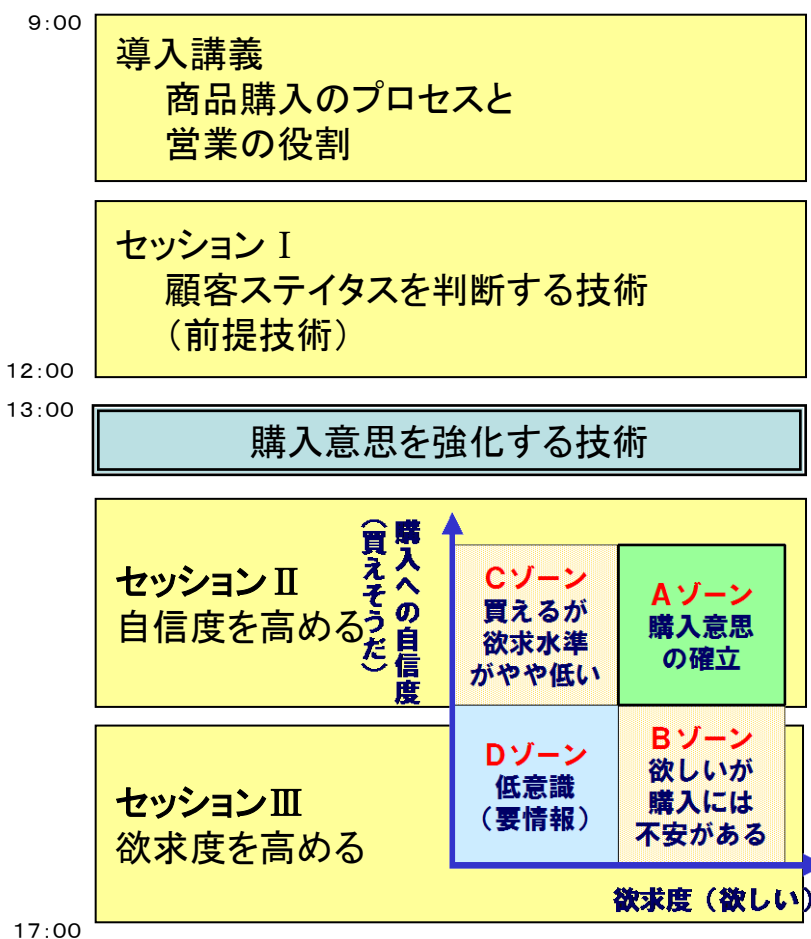 9:00
導入講義
商品購入のプロセスと
営業の役割
セッションⅠ
顧客ステイタスを判断する技術
（前提技術）
12:00
13:00
購入意思を強化する技術
セッションⅡ
自信度を高める
購入への自信度
（買えそうだ）
Cゾーン
買えるが
欲求水準
がやや低い
Aゾーン
購入意思
の確立
セッションⅢ
欲求度を高める
Dゾーン
低意識
（要情報）
Bゾーン
欲しいが
購入には
不安がある
欲求度（欲しい）
17:00